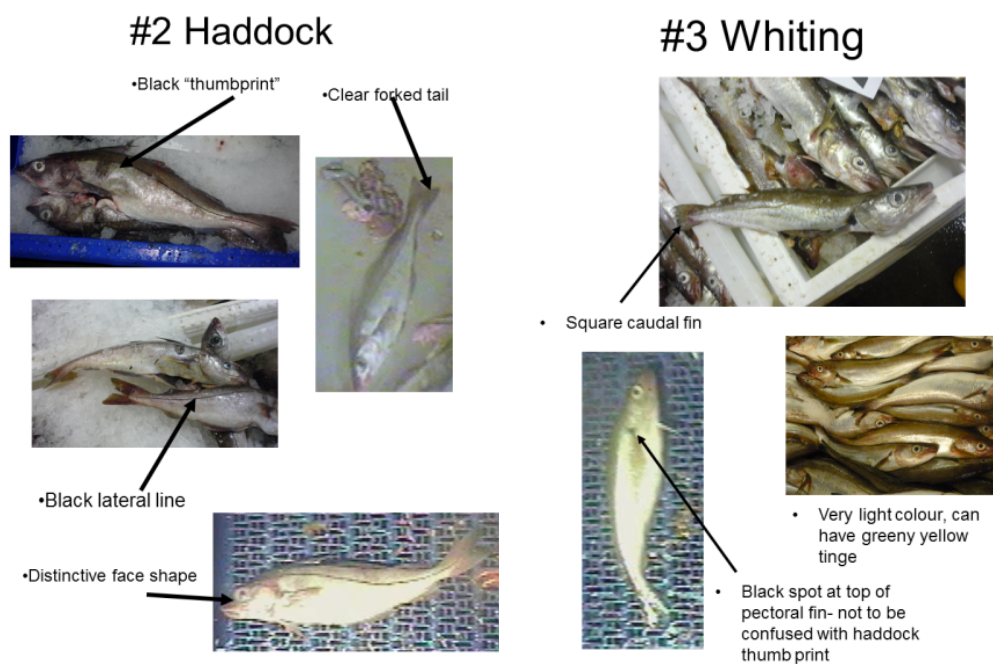 #2 Haddock
•Black “thumbprint”
•Clear forked tail
•Black lateral line
•Distinctive face shape
#3 Whiting
• Square caudal fin
• Very light colour, can
have greeny yellow
tinge
• Black spot at top of
pectoral fin- not to be
confused with haddock
thumb print